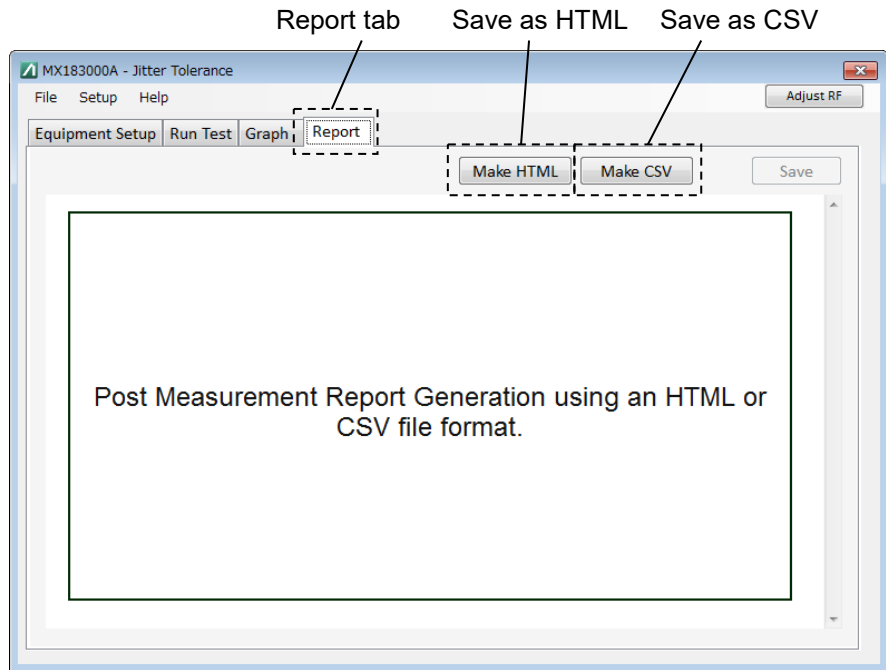 Report tab Save as HTML Save as CSV
MX183000A - Jitter Tolerance
File Setup Help Adjust RF
Equipment Setup Run Test Graph Report
Make HTML Make CSV Save
Post Measurement Report Generation using an HTML or
CSV file format.